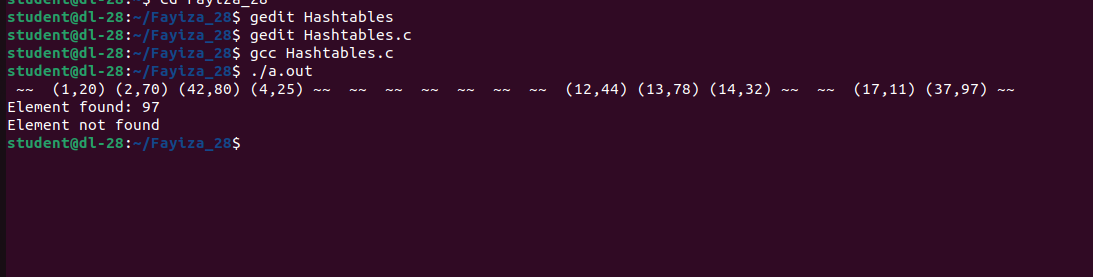 student@dl-28:~$ cd Fayiza_28
student@dl-28:~/Fayiza_28$ gedit Hashtables
student@dl-28:~/Fayiza_28$ gedit Hashtables.c
student@dl-28:~/Fayiza_28$ gcc Hashtables.c
student@dl-28:~/Fayiza_28$ ./a.out
~~ (1,20) (2,70) (42,80) (4,25) ~~ ~~ ~~ ~~ ~~ ~~ ~~ (12,44) (13,78) (14,32) ~~ ~~ (17,11) (37,97) ~~
Element found: 97
Element not found
student@dl-28:~/Fayiza_28$